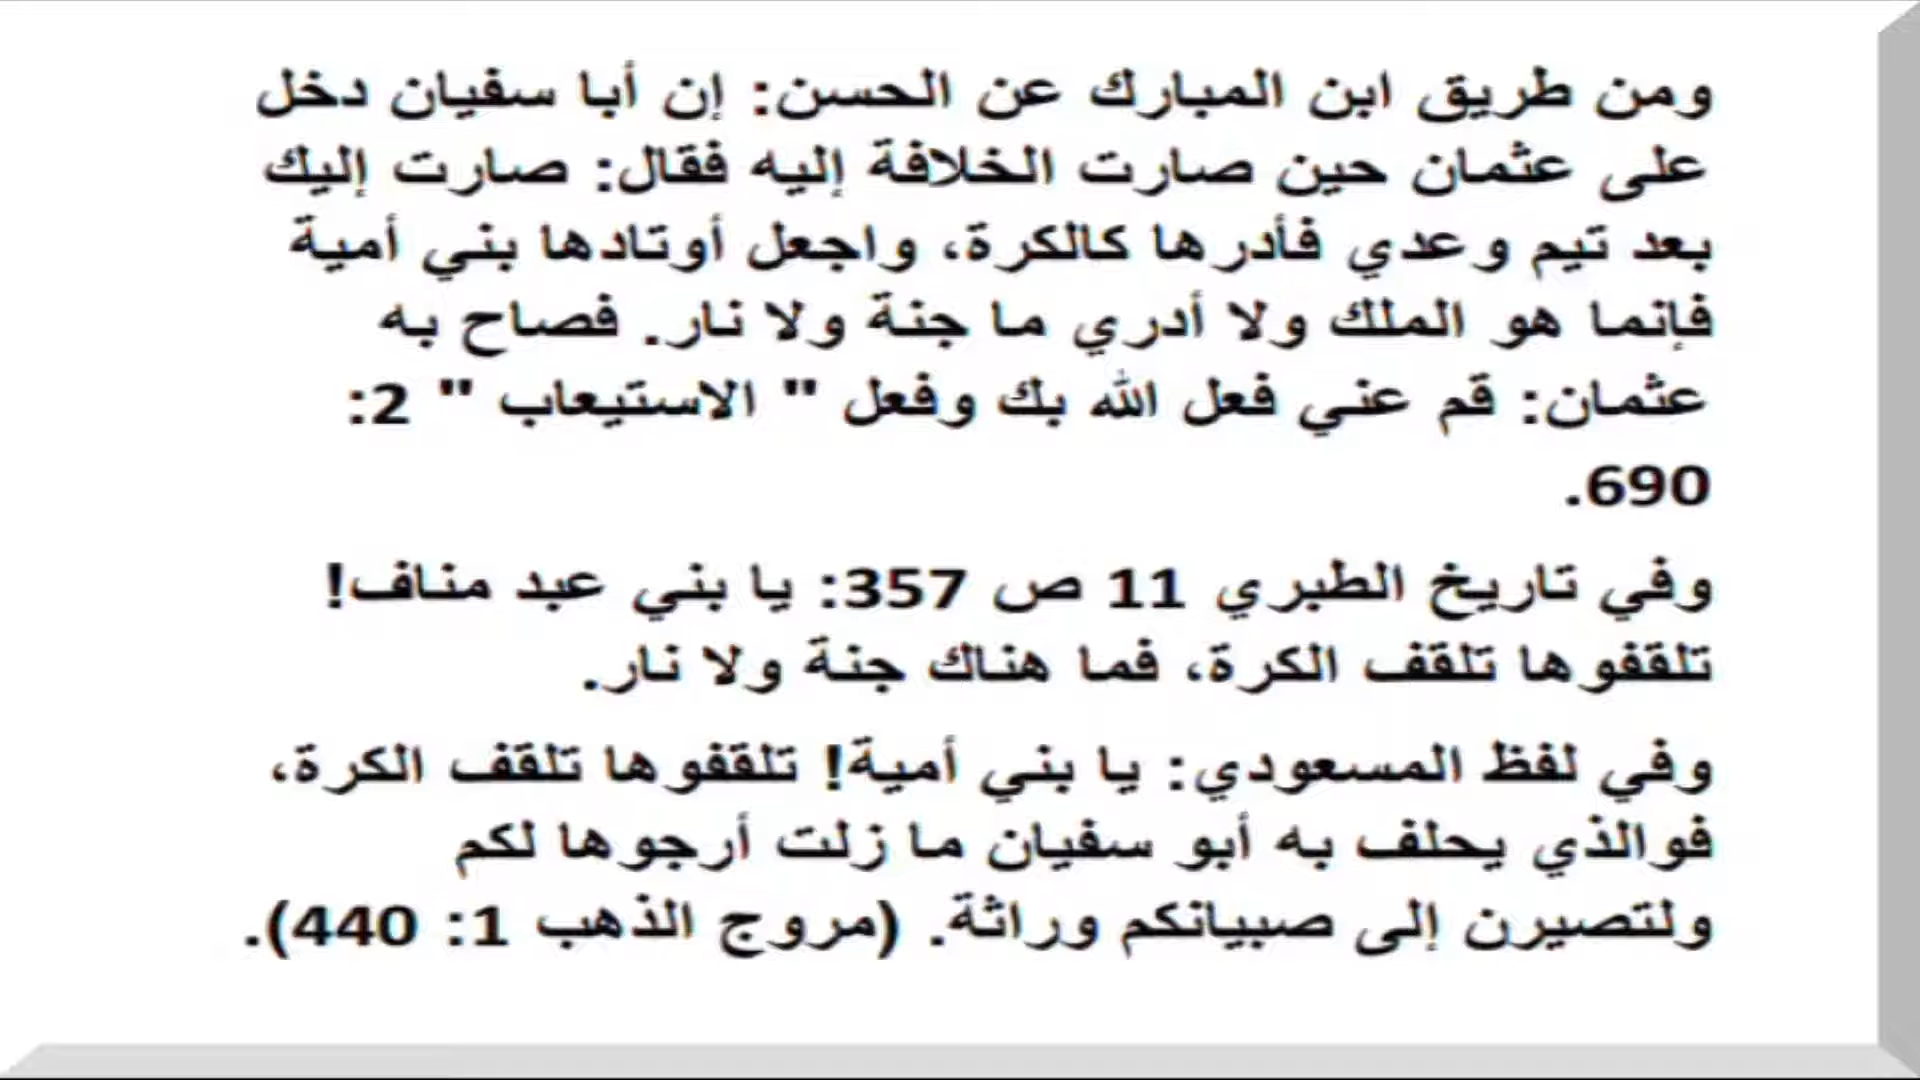 ومن طريق ابن المبارك عن الحسن: إن أبا سفيان دخل
على عثمان حين صارت الخلافة إليه فقال: صارت إليك
بعد تيم وعدي فأدرها كالكرة، واجعل أوتادها بني أمية
فإنما هو الملك ولا أدري ما جنة ولا نار. فصاح به
عثمان: قم عني فعل الله بك وفعل " الاستيعاب " 2:
690.
وفي تاريخ الطبري 11 ص 357: يا بني عبد مناف!
تلقفوها تلقف الكرة، فما هناك جنة ولا نار.
وفي لفظ المسعودي: يا بني أمية! تلقفوها تلقف الكرة،
فوالذي يحلف به أبو سفيان ما زلت أرجوها لكم
ولتصيرن إلى صبيانكم وراثة. (مروج الذهب 1: 440).